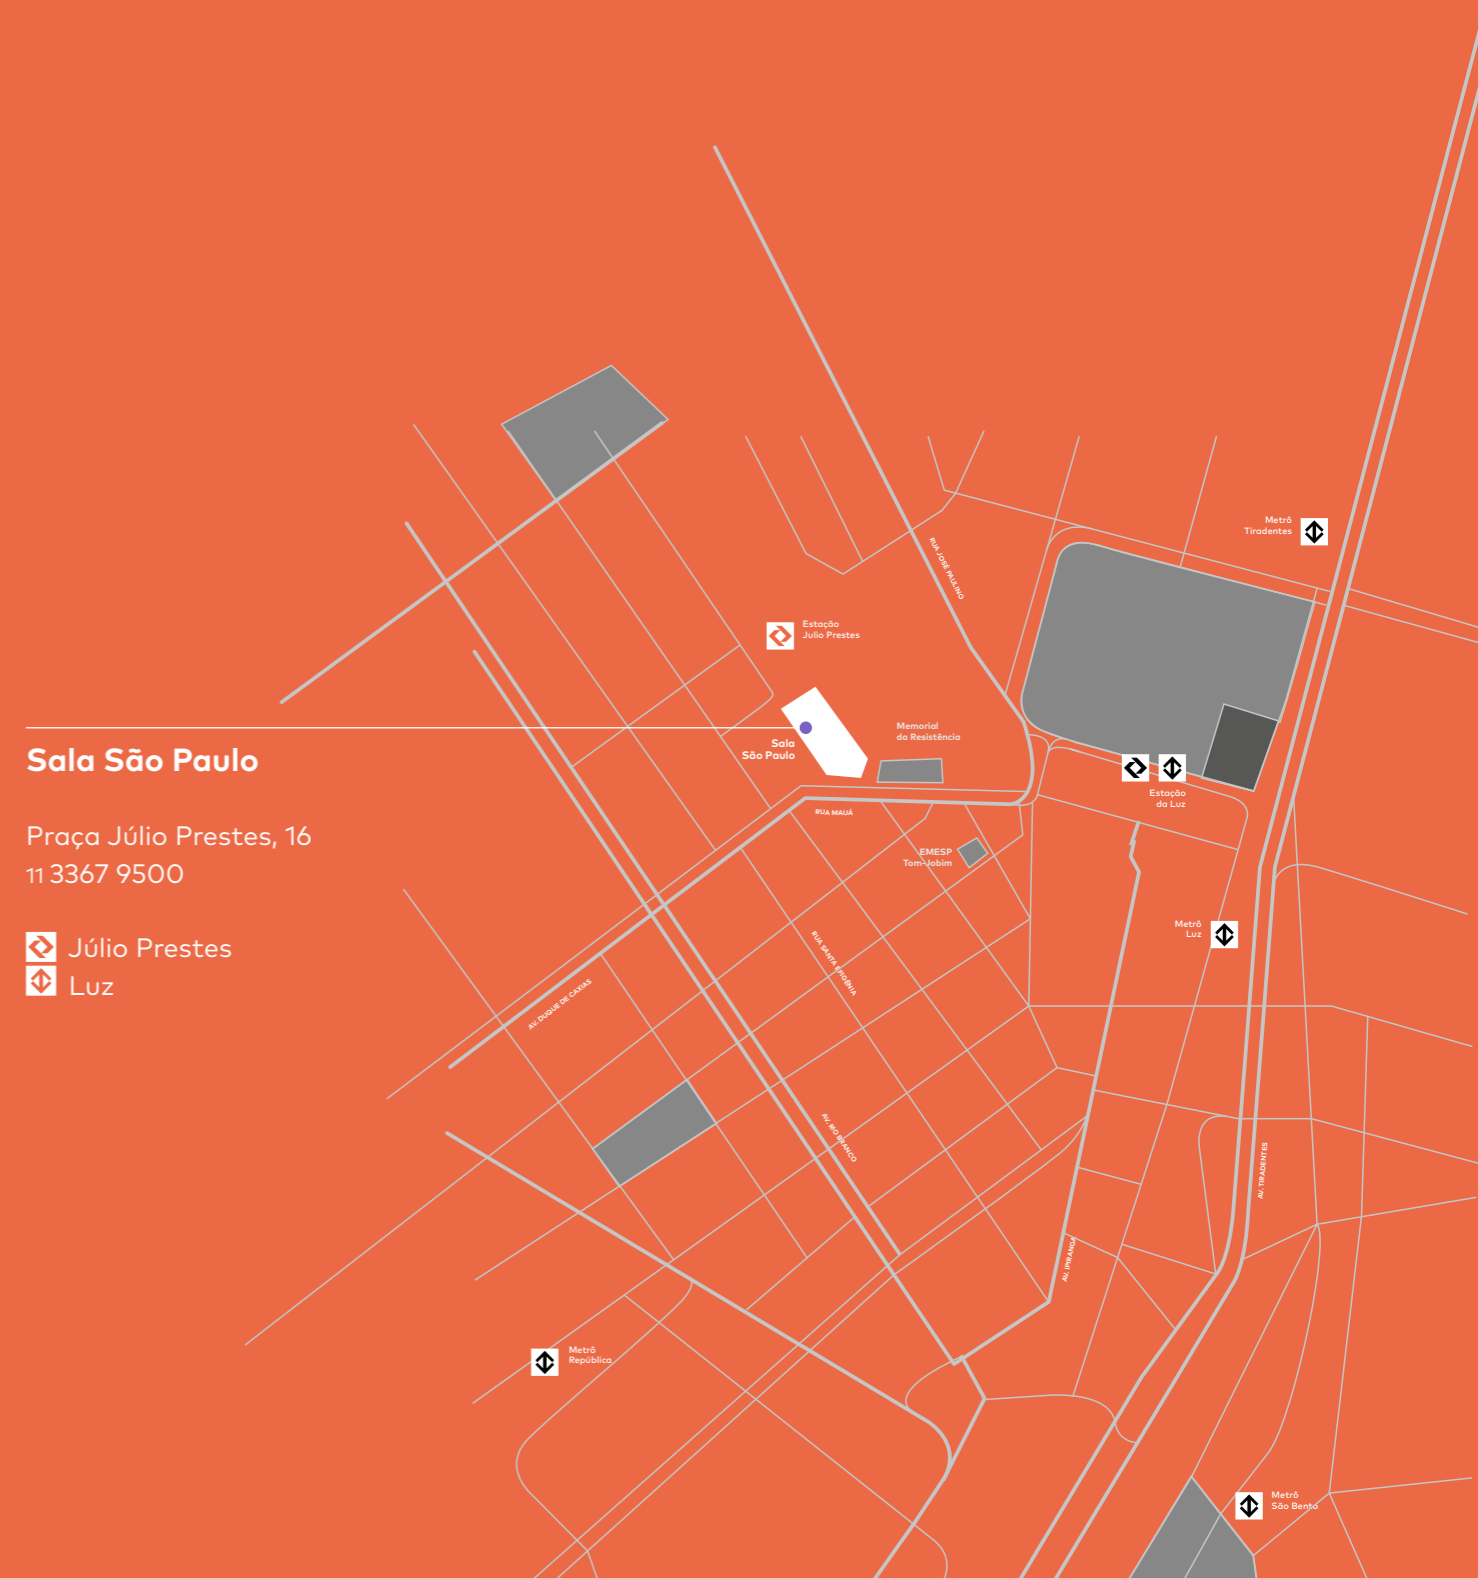 RUA JOSÉ PAULINO
Metrô
Tiradentes
Estação
Julio Prestes
Memorial
da Resistência
Sala
São Paulo
Sala São Paulo
Praça Júlio Prestes, 16
11 3367 9500
Júlio Prestes
Luz
Estação
da Luz
RUA MAUÁ
EMESP
Tom Jobim
Metrô
Luz
RUA SANTA EFIGÊNIA
AV. DUQUE DE CAXIAS
AV. RIO BRANCO
AV. TIRADENTES
AV. IPIRANGA
Metrô
República
Metrô
São Bento